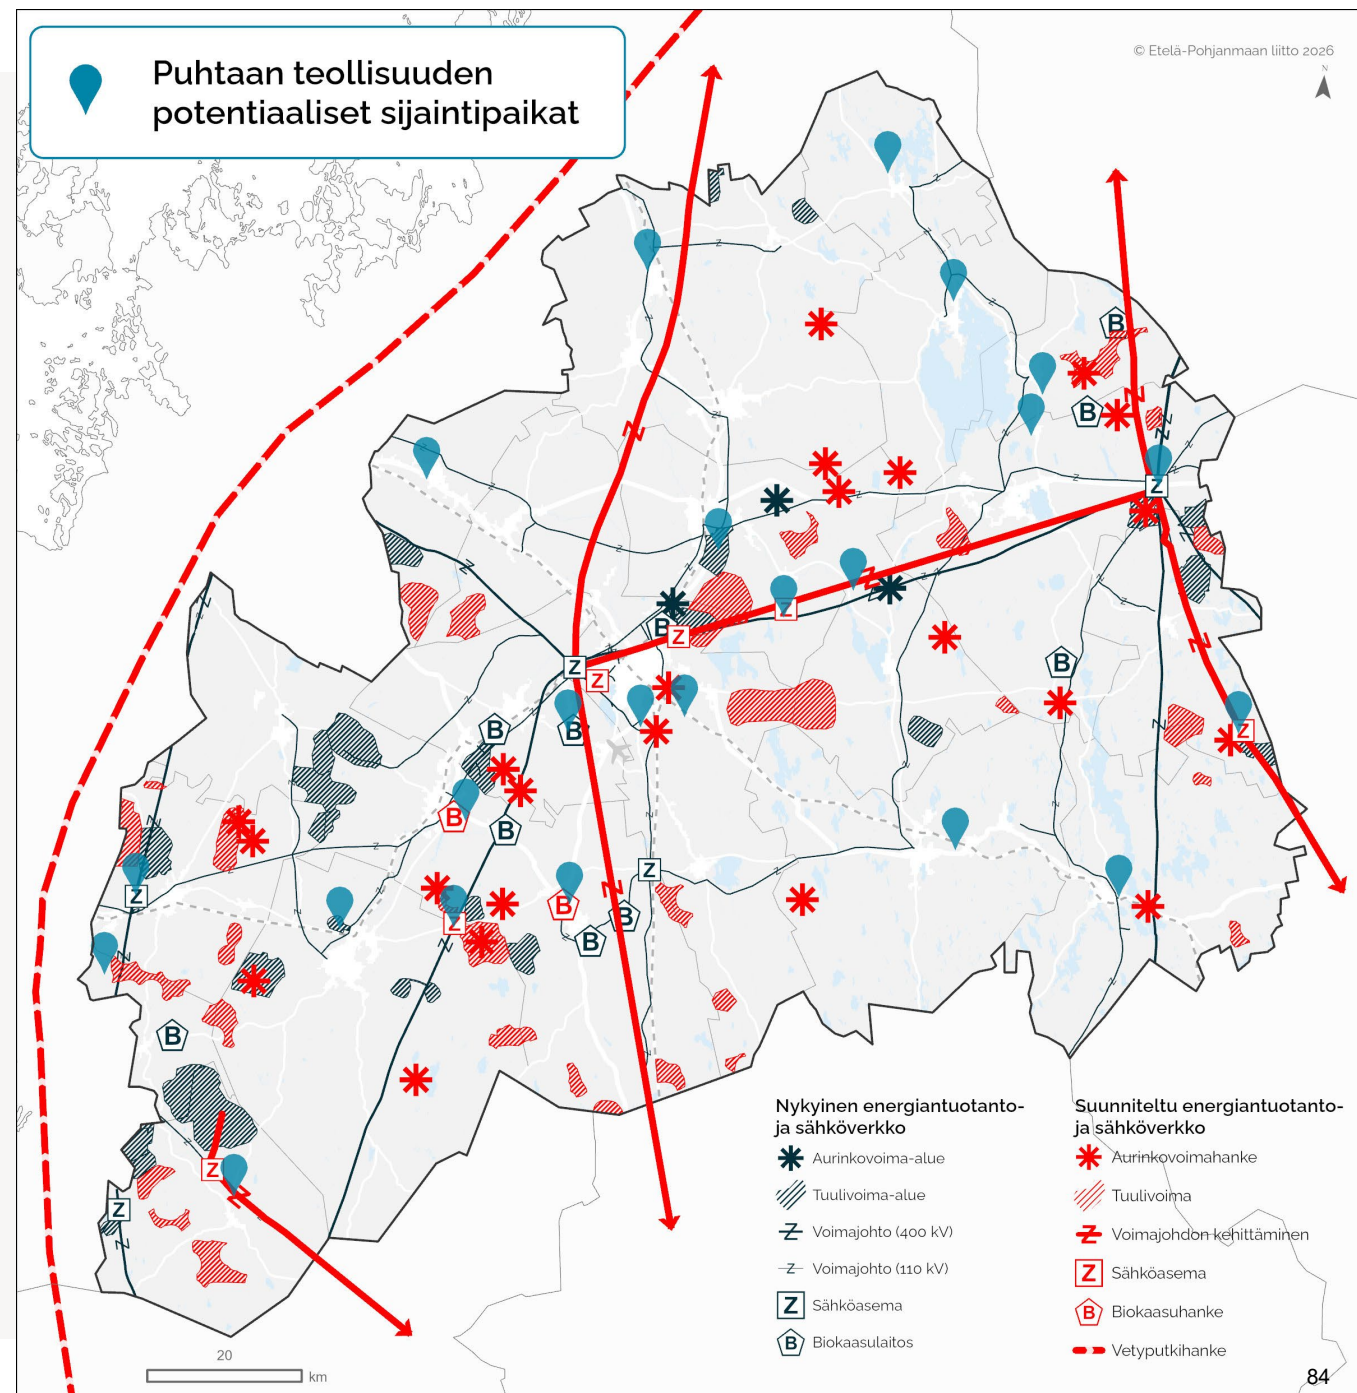 Puhtaan teollisuuden
potentiaaliset sijaintipaikat
© Etelä-Pohjanmaan liitto 2026
N
Nykyinen energiantuotanto-
ja sähköverkko
Aurinkovoima-alue
Tuulivoima-alue
Z Voimajohto (400 kV)
Z Voimajohto (110 kV)
Z Sähköasema
B Biokaasulaitos
Suunniteltu energiantuotanto-
ja sähköverkko
Aurinkovoimahanke
Tuulivoima
Z Voimajohdon kehittäminen
Z Sähköasema
B Biokaasuhanke
Vetyputkihanke
20
km
84